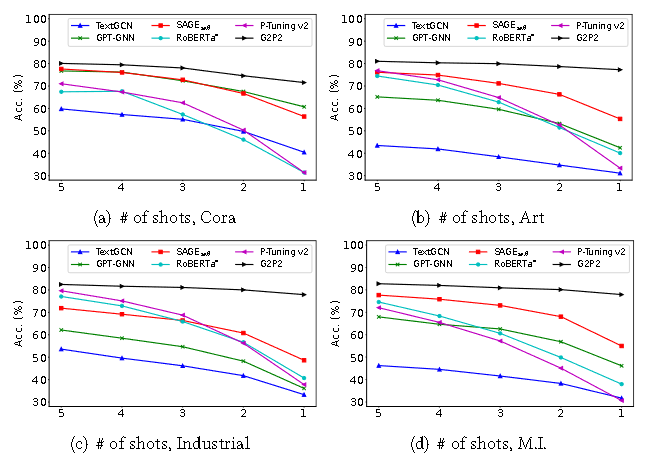 100 90 80 70 60 50 40 30
Acc. (%)
TextGCN SAGEself P-Tuning v2
GPT-GNN RoBERTa* G2P2
5 4 3 2 1
(a) # of shots, Cora
100 90 80 70 60 50 40 30
Acc. (%)
TextGCN SAGEself P-Tuning v2
GPT-GNN RoBERTa* G2P2
5 4 3 2 1
(b) # of shots, Art
100 90 80 70 60 50 40 30
Acc. (%)
TextGCN SAGEself P-Tuning v2
GPT-GNN RoBERTa* G2P2
5 4 3 2 1
(c) # of shots, Industrial
100 90 80 70 60 50 40 30
Acc. (%)
TextGCN SAGEself P-Tuning v2
GPT-GNN RoBERTa* G2P2
5 4 3 2 1
(d) # of shots, M.I.